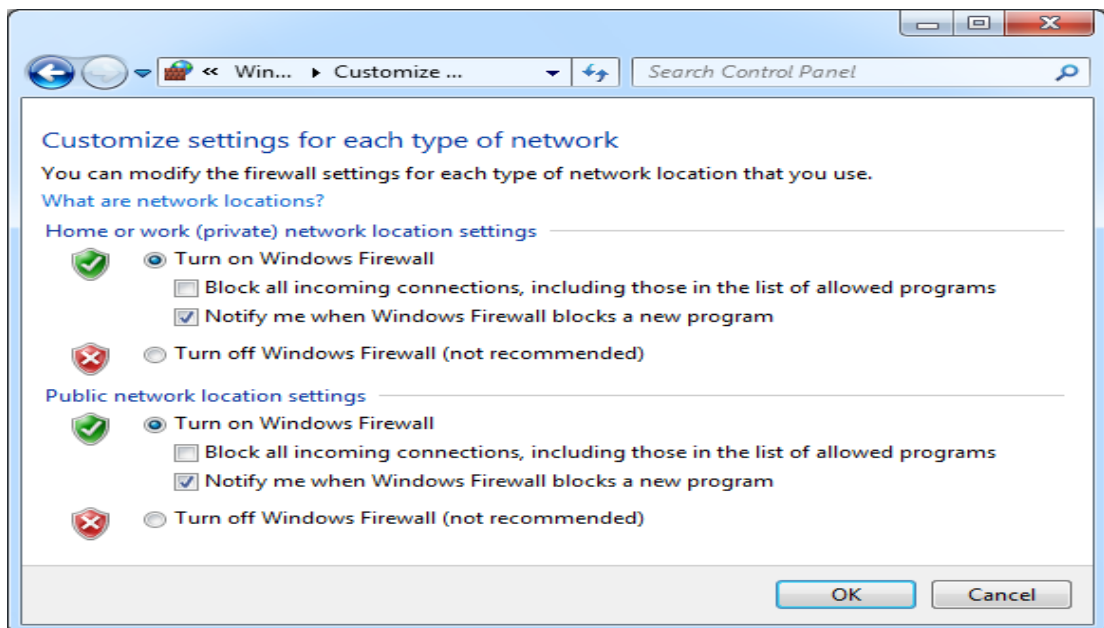 « Win... ▸ Customize ...
Search Control Panel
Customize settings for each type of network
You can modify the firewall settings for each type of network location that you use.
What are network locations?
Home or work (private) network location settings
Turn on Windows Firewall
Block all incoming connections, including those in the list of allowed programs
Notify me when Windows Firewall blocks a new program
Turn off Windows Firewall (not recommended)
Public network location settings
Turn on Windows Firewall
Block all incoming connections, including those in the list of allowed programs
Notify me when Windows Firewall blocks a new program
Turn off Windows Firewall (not recommended)
OK
Cancel